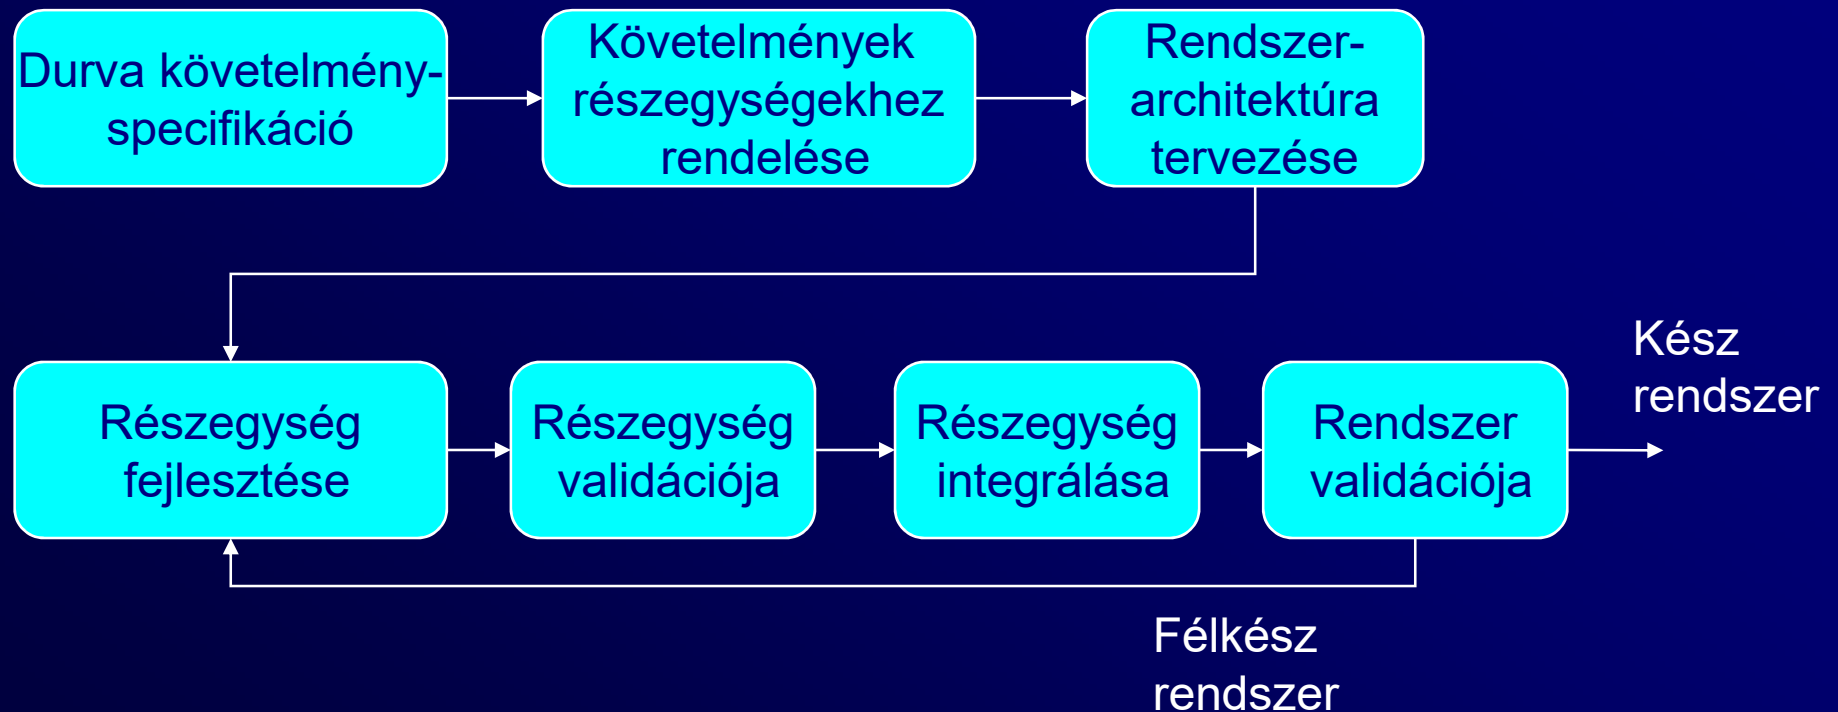 Durva követelmény-
specifikáció
Követelmények
részegységekhez
rendelése
Rendszer-
architektúra
tervezése
Részegység
fejlesztése
Részegység
validációja
Részegység
integrálása
Rendszer
validációja
Kész
rendszer
Félkész
rendszer